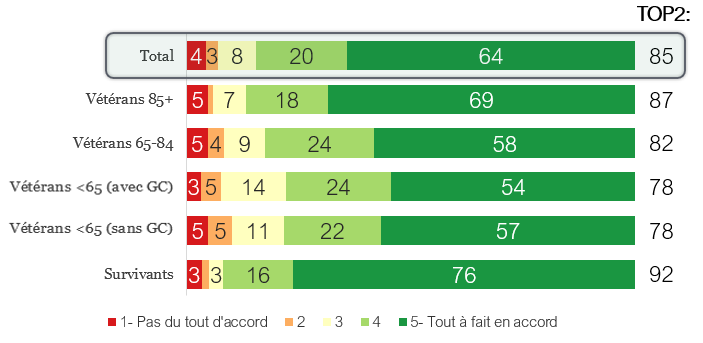 TOP2:
Total 4 3 8 20 64 85
Vétérans 85+ 5 7 18 69 87
Vétérans 65-84 5 4 9 24 58 82
Vétérans <65 (avec GC) 3 5 14 24 54 78
Vétérans <65 (sans GC) 5 5 11 22 57 78
Survivants 3 3 16 76 92
1- Pas du tout d'accord 2 3 4 5- Tout à fait en accord